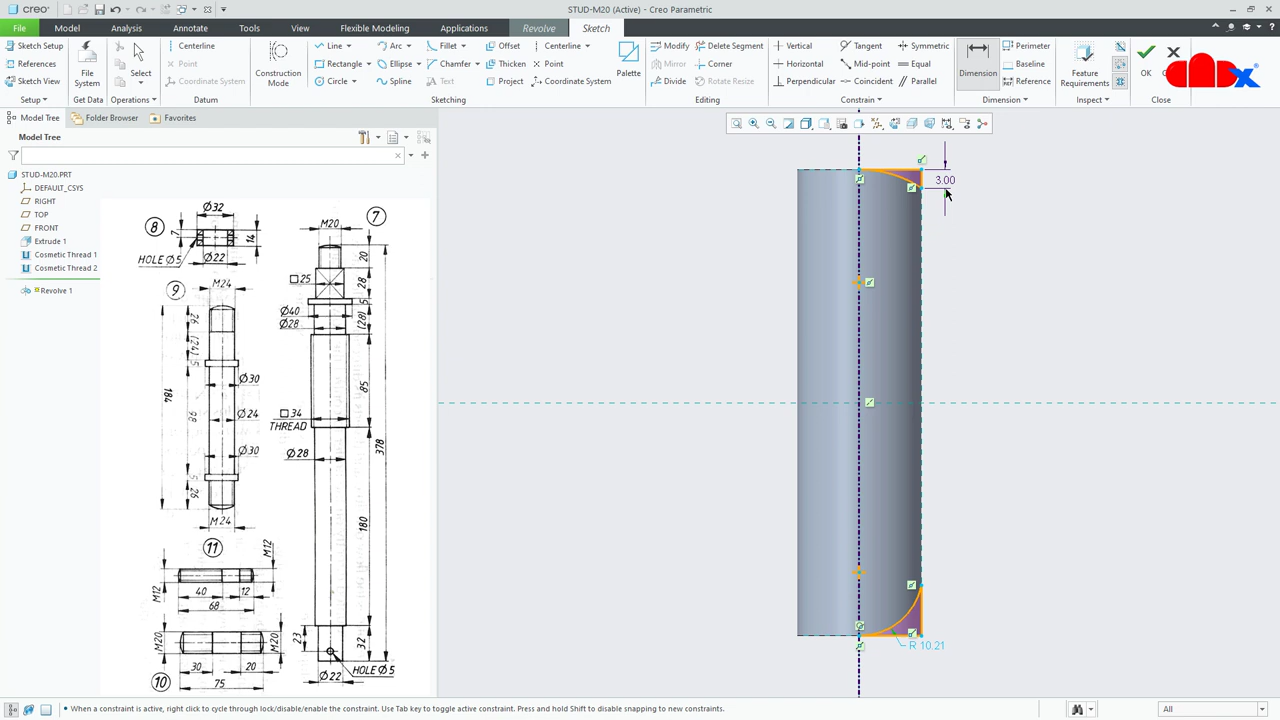 creo
STUD-M20 (Active) - Creo Parametric
File Model Analysis Annotate Tools View Flexible Modeling Applications Revolve Sketch
Sketch Setup
References
Sketch View
Setup
File System
Get Data
Select
Operations
Centerline
Point
Coordinate System
Datum
Construction Mode
Line Arc Fillet Offset Centerline
Rectangle Ellipse Chamfer Thicken Point
Circle Spline Text Project Coordinate System
Palette
Sketching
Modify Delete Segment
Mirror Corner
Divide Rotate Resize
Editing
Vertical Tangent Symmetric
Horizontal Mid-point Equal
Perpendicular Coincident Parallel
Constrain
Dimension
Perimeter
Baseline
Reference
Dimension
Feature Requirements
Inspect
OK
Close
Model Tree Folder Browser Favorites
Model Tree
STUD-M20.PRT
DEFAULT_CSYS
RIGHT
TOP
FRONT
Extrude 1
Cosmetic Thread 1
Cosmetic Thread 2
Revolve 1
8
Ø32
7
14
HOLE Ø5
Ø22
9
M24
26
(24)
5
184
98
5
26
Ø30
Ø24
Ø30
M24
7
M20
20
□25
28
5
Ø40
Ø28
(28)
85
□34
THREAD
378
Ø28
180
23
32
HOLE Ø5
Ø22
11
M12
M12
40
12
68
M20
M20
30
20
75
10
3.00
R 10.21
When a constraint is active, right click to cycle through lock/disable/enable the constraint. Use Tab key to toggle active constraint. Press and hold Shift to disable snapping to new constraints.
All